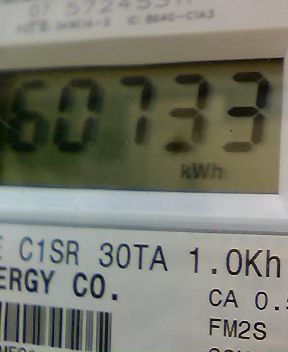 60733
kWh
C1SR 30TA 1.0Kh
ERGY CO.
CA 0.
FM2S